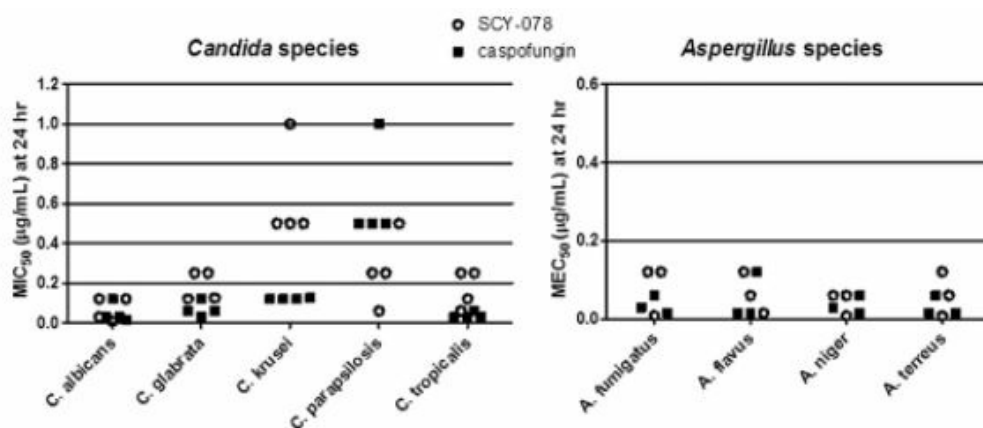 SCY-078
caspofungin
Candida species
MIC₅₀ (µg/mL) at 24 hr
1.2
1.0
0.8
0.6
0.4
0.2
0.0
C. albicans
C. glabrata
C. krusei
C. parapsilosis
C. tropicalis
Aspergillus species
MEC₅₀ (µg/mL) at 24 hr
0.6
0.4
0.2
0.0
A. fumigatus
A. flavus
A. niger
A. terreus